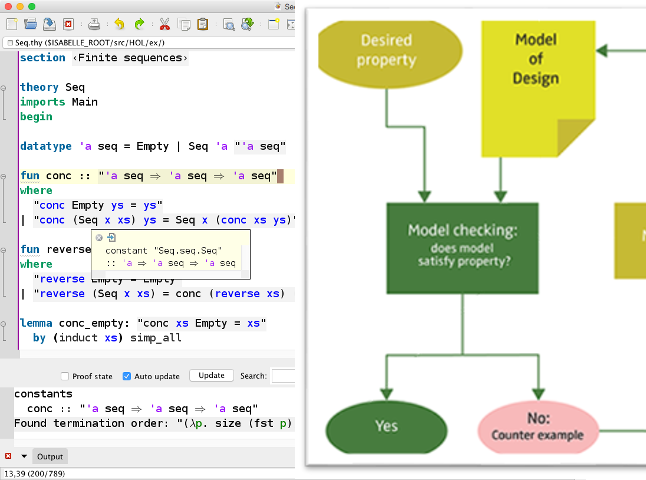 Seq.thy ($ISABELLE_ROOT/src/HOL/ex/)
section ‹Finite sequences›
theory Seq
imports Main
begin
datatype 'a seq = Empty | Seq 'a "'a seq"
fun conc :: "'a seq ⇒ 'a seq ⇒ 'a seq"
where
"conc Empty ys = ys"
| "conc (Seq x xs) ys = Seq x (conc xs ys)"
fun reverse
constant "Seq.seq.Seq"
:: 'a ⇒ 'a seq ⇒ 'a seq
where
"reverse Empty = Empty"
| "reverse (Seq x xs) = conc (reverse xs)
lemma conc_empty: "conc xs Empty = xs"
by (induct xs) simp_all
Proof state Auto update Update Search:
constants
conc :: "'a seq ⇒ 'a seq ⇒ 'a seq"
Found termination order: "(λp. size (fst p)
Output
13,39 (200/789)
Desired
property
Model
of
Design
Model checking:
does model
satisfy property?
Yes
No:
Counter example